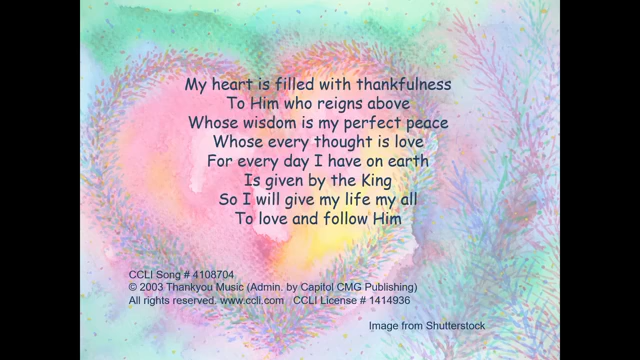 My heart is filled with thankfulness
To Him who reigns above
Whose wisdom is my perfect peace
Whose every thought is love
For every day I have on earth
Is given by the King
So I will give my life my all
To love and follow Him
CCLI Song # 4108704
© 2003 Thankyou Music (Admin. by Capitol CMG Publishing)
All rights reserved. www.ccli.com CCLI License # 1414936
Image from Shutterstock